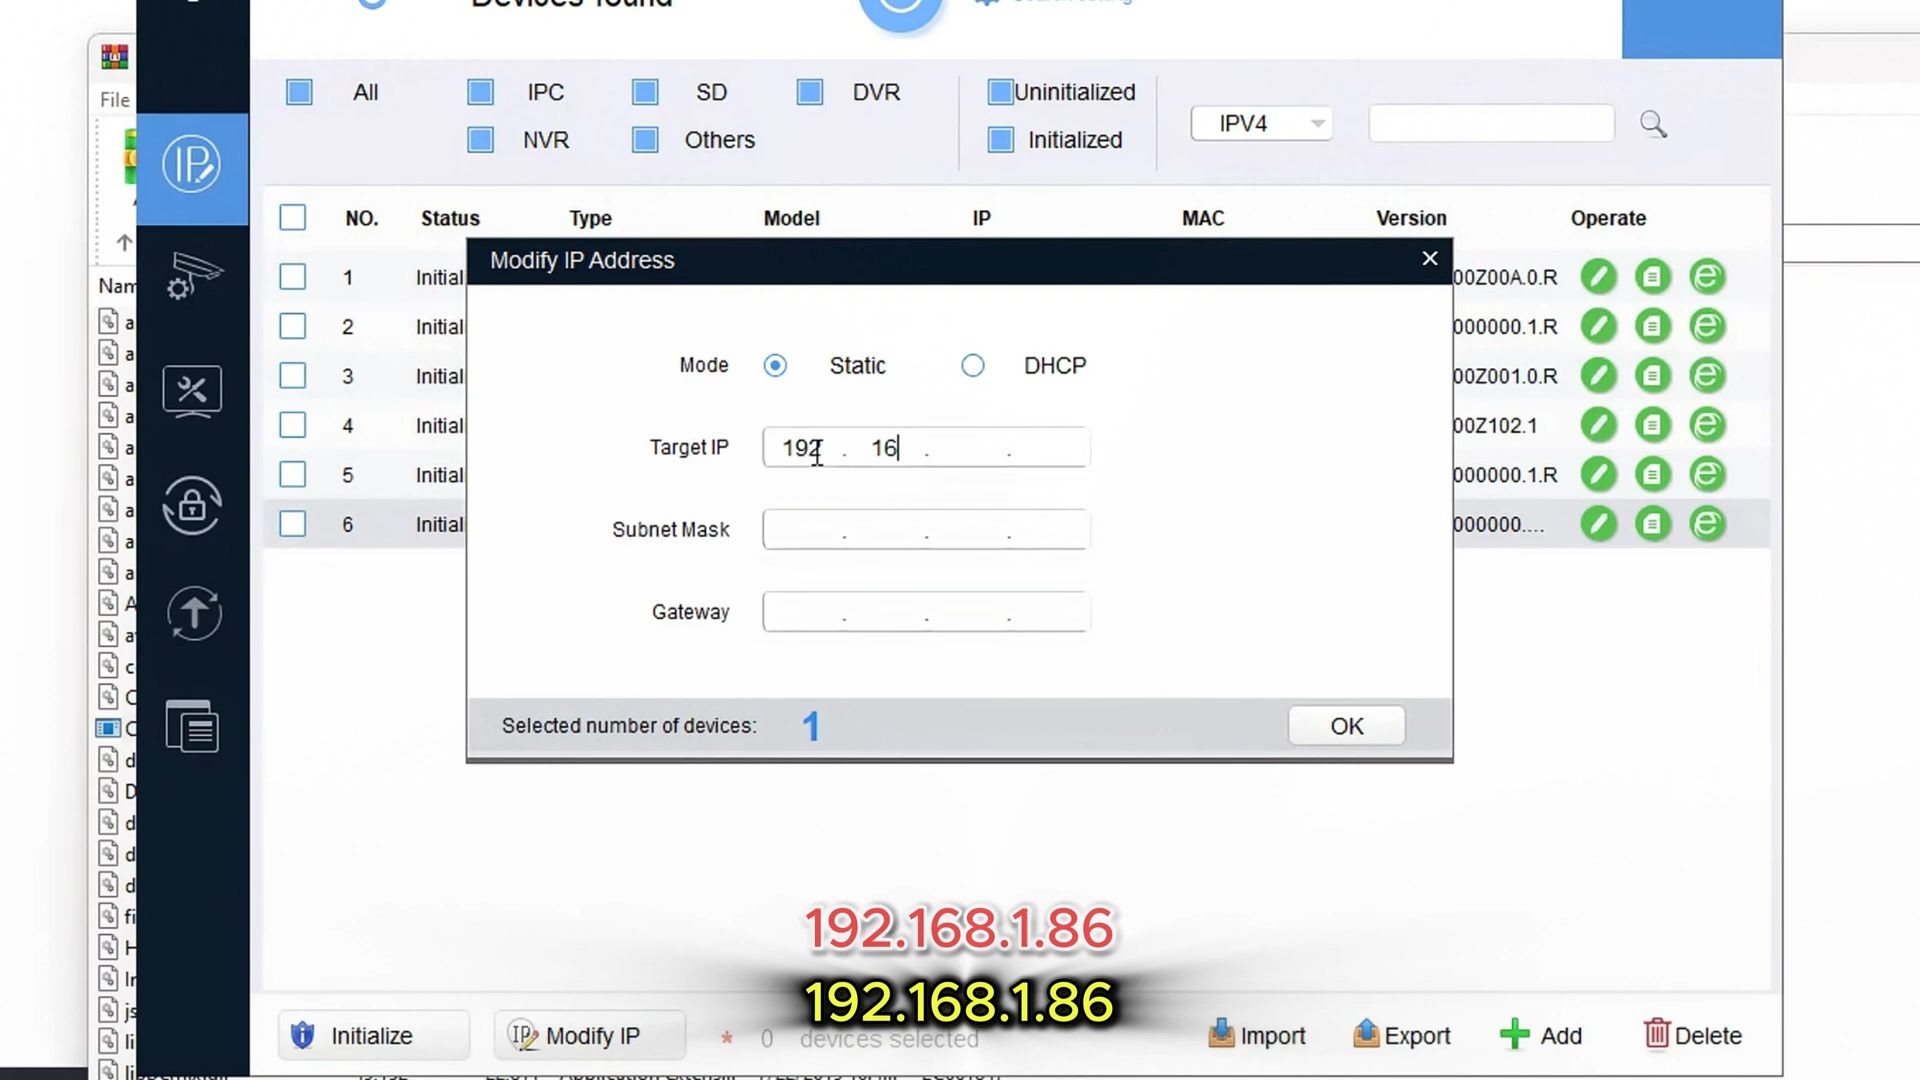 Devices found
File
All
IPC
SD
DVR
Uninitialized
IPV4
NVR
Others
Initialized
NO.
Status
Type
Model
IP
MAC
Version
Operate
Modify IP Address
1
Initial
00Z00A.0.R
2
Initial
000000.1.R
3
Initial
00Z001.0.R
4
Initial
00Z102.1
5
Initial
000000.1.R
6
Initial
000000....
Mode
Static
DHCP
Target IP
192 . 16 . .
Subnet Mask
. . .
Gateway
. . .
Selected number of devices: 1
OK
192.168.1.86
192.168.1.86
Initialize
Modify IP
* 0 devices selected
Import
Export
Add
Delete